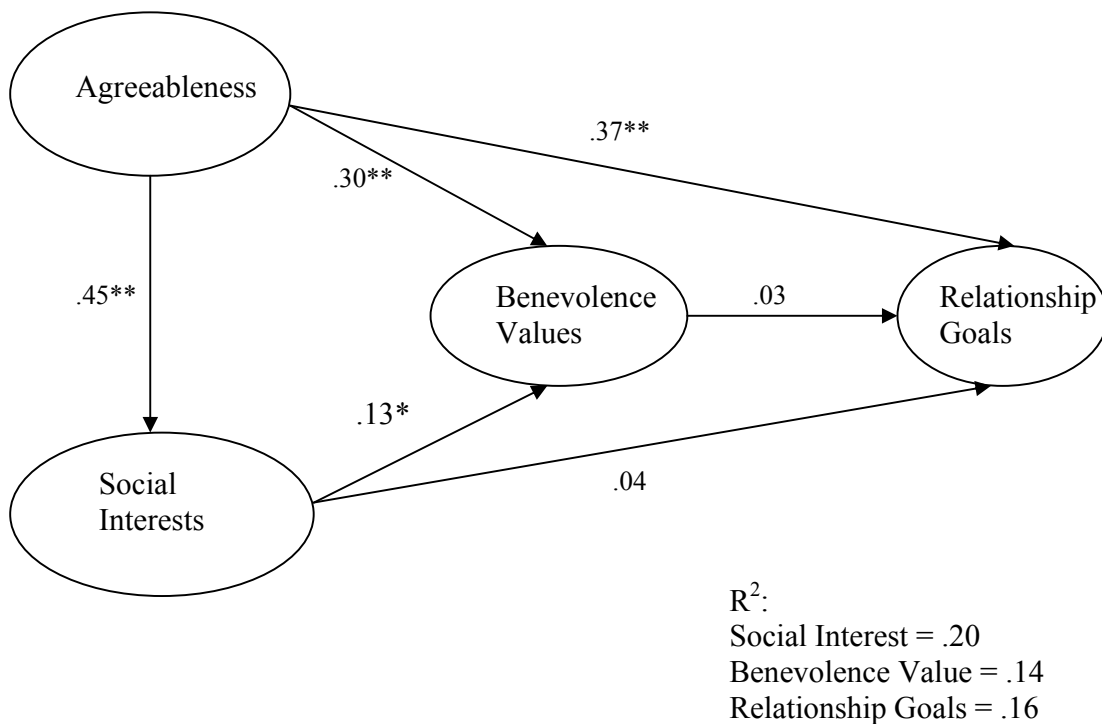 Agreeableness
.37**
.30**
.45**
Benevolence
Values
.03
Relationship
Goals
.13*
Social
Interests
.04
R²:
Social Interest = .20
Benevolence Value = .14
Relationship Goals = .16